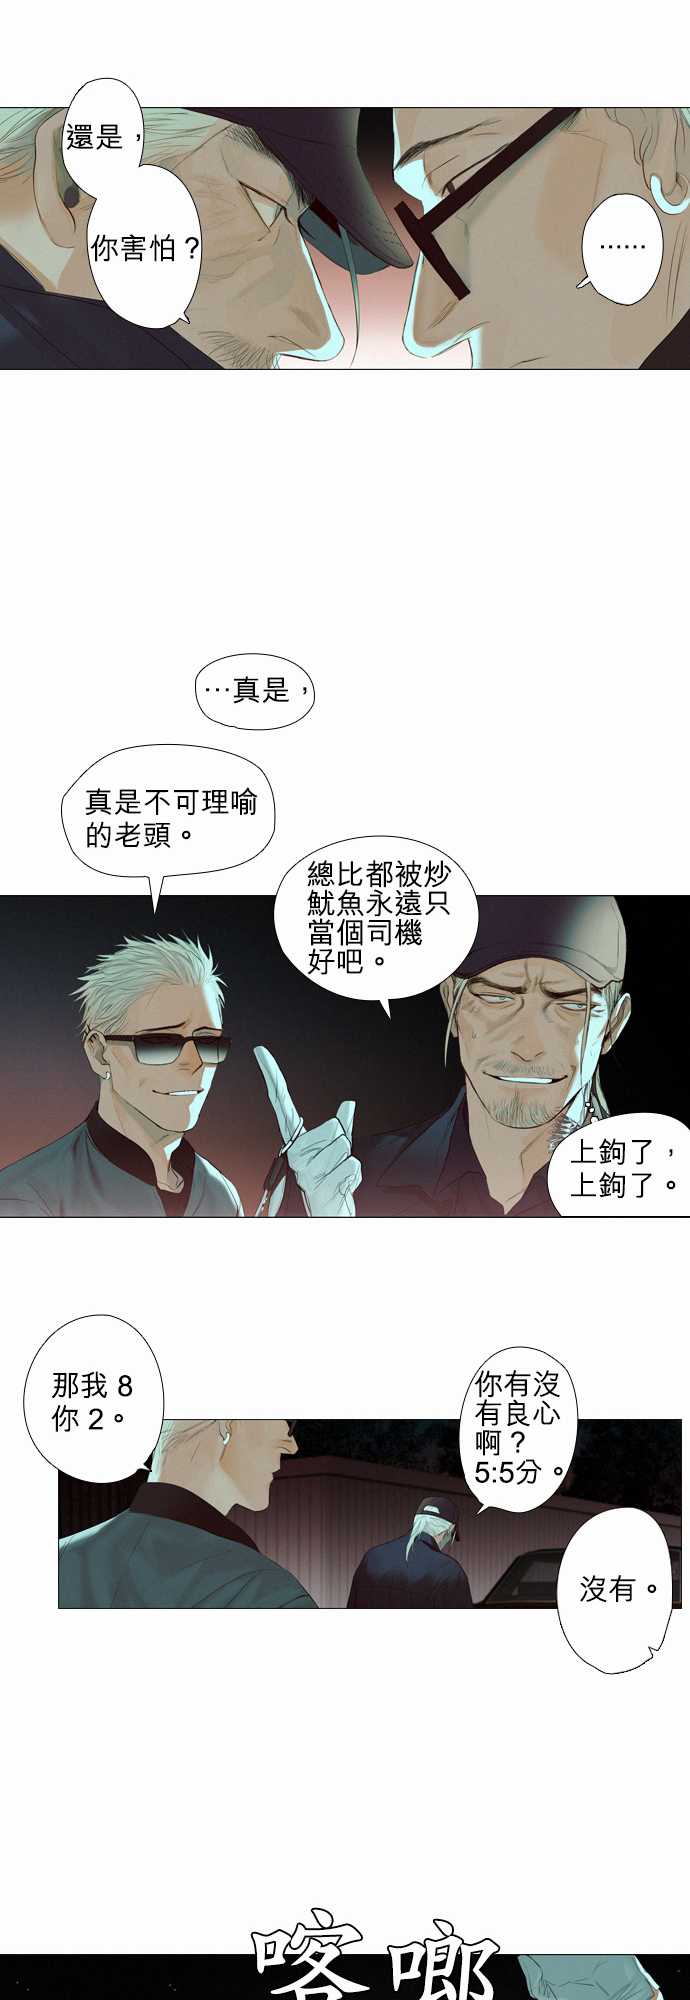 還是，
你害怕？
……
…真是，
真是不可理喻
的老頭。
總比都被炒
魷魚永遠只
當個司機
好吧。
上鉤了，
上鉤了。
那我 8
你 2。
你有沒
有良心
啊？
5:5分。
沒有。
喀啷